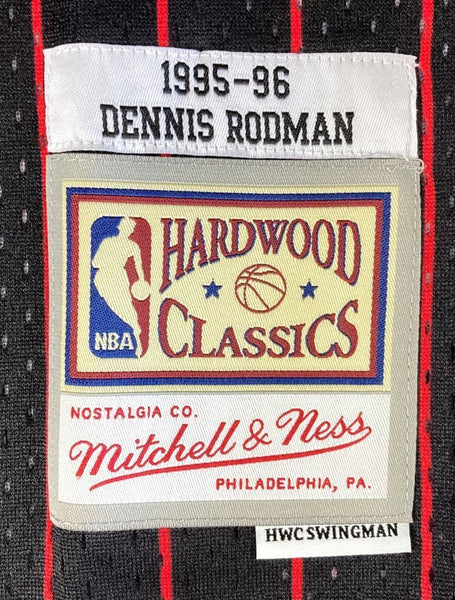 1995-96
DENNIS RODMAN
HARDWOOD
NBA
CLASSICS
NOSTALGIA CO.
Mitchell & Ness
PHILADELPHIA, PA.
HWC SWINGMAN